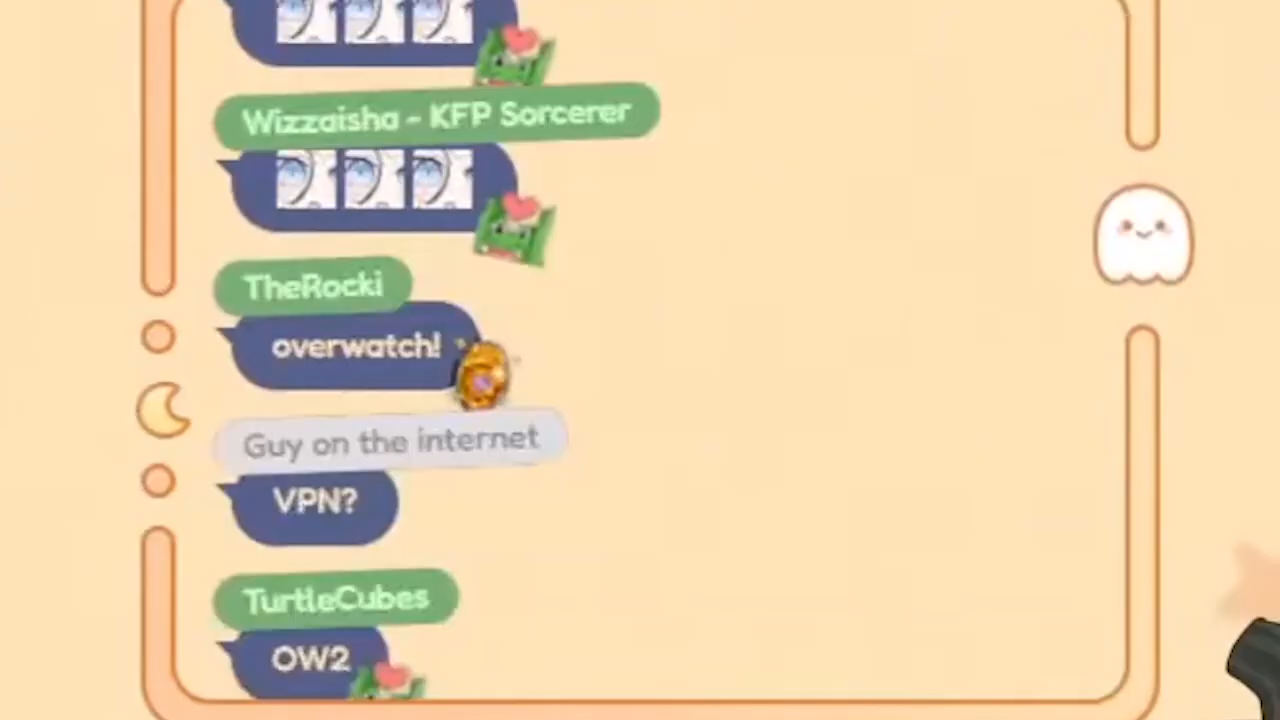 Wizzaisha - KFP Sorcerer
TheRocki
overwatch!
Guy on the internet
VPN?
TurtleCubes
OW2